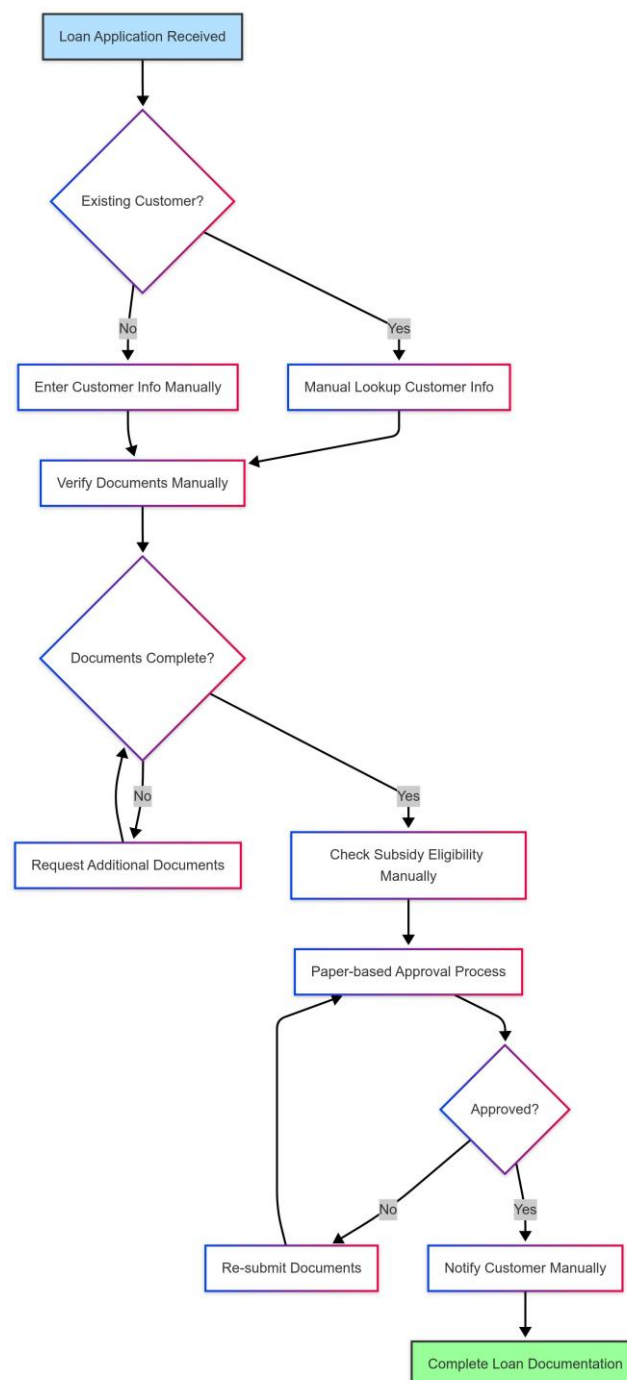 Loan Application Received
Existing Customer?
No
Yes
Enter Customer Info Manually
Manual Lookup Customer Info
Verify Documents Manually
Documents Complete?
No
Yes
Request Additional Documents
Check Subsidy Eligibility
Manually
Paper-based Approval Process
Approved?
No
Yes
Re-submit Documents
Notify Customer Manually
Complete Loan Documentation